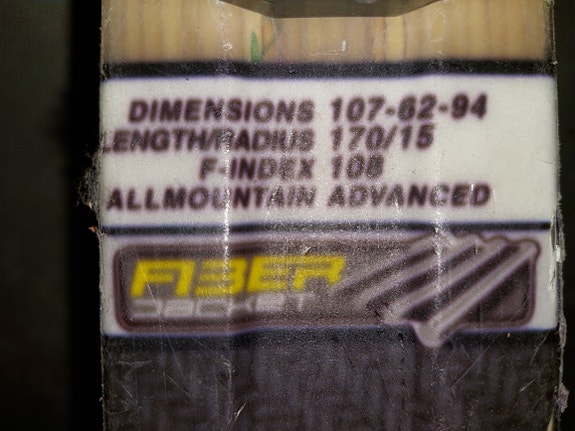 DIMENSIONS 107-62-94
LENGTH/RADIUS 170/15
F-INDEX 108
ALLMOUNTAIN ADVANCED
FIBER
JACKET